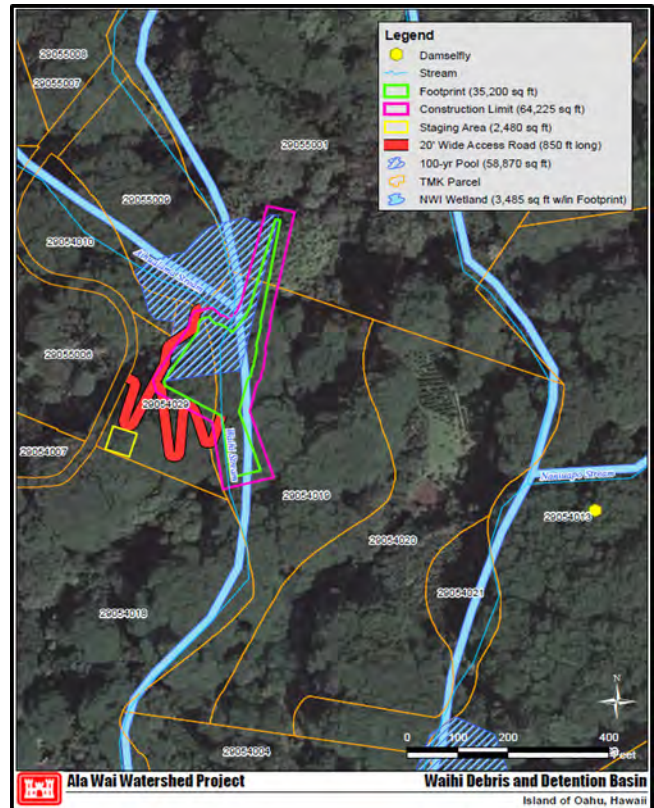 Legend
Damselfly
Stream
Footprint (35,200 sq ft)
Construction Limit (64,225 sq ft)
Staging Area (2,480 sq ft)
20' Wide Access Road (850 ft long)
100-yr Pool (58,870 sq ft)
TMK Parcel
NWI Wetland (3,485 sq ft w/in Footprint)
29055008
29055007
29055001
29055009
29054010
Stream
29055006
29054029
29054007
Waihi Stream
29054019
Naniuapo Stream
29054013
29054020
29054021
29054018
29054004
N
0 100 200 400
Feet
Ala Wai Watershed Project
Waihi Debris and Detention Basin
Island of Oahu, Hawaii